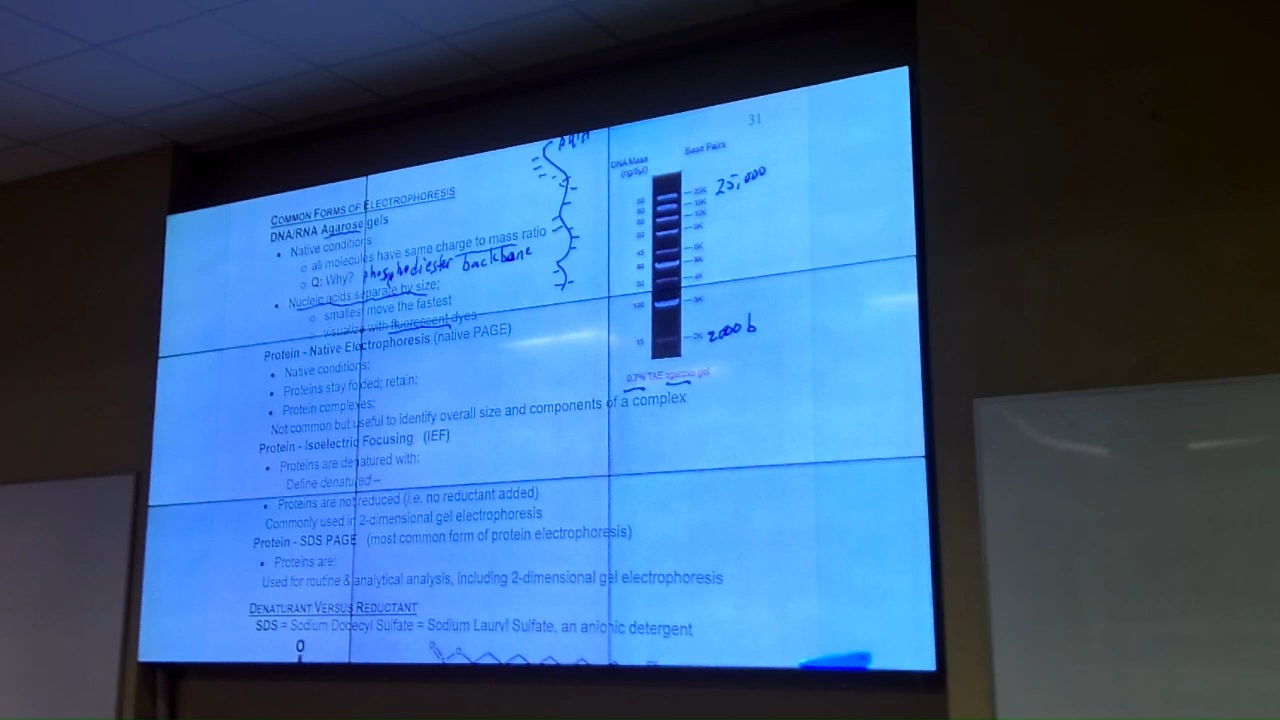 31
COMMON FORMS OF ELECTROPHORESIS
DNA/RNA Agarose gels
• Native conditions
o all molecules have same charge to mass ratio
o Q: Why? phosphodiester backbone
• Nucleic acids separate by size;
o smallest move the fastest
o visualize with fluorescent dyes
DNA Mass
Base Pairs
25,000
2000 b
0.7% TAE agarose gel
Protein - Native Electrophoresis (native PAGE)
• Native conditions:
• Proteins stay folded; retain:
• Protein complexes:
Not common but useful to identify overall size and components of a complex
Protein - Isoelectric Focusing (IEF)
• Proteins are denatured with:
Define denatured –
• Proteins are not reduced (i.e. no reductant added)
Commonly used in 2-dimensional gel electrophoresis
Protein - SDS PAGE (most common form of protein electrophoresis)
• Proteins are:
Used for routine & analytical analysis, including 2-dimensional gel electrophoresis
DENATURANT VERSUS REDUCTANT
SDS = Sodium Dodecyl Sulfate = Sodium Lauryl Sulfate, an anionic detergent
O